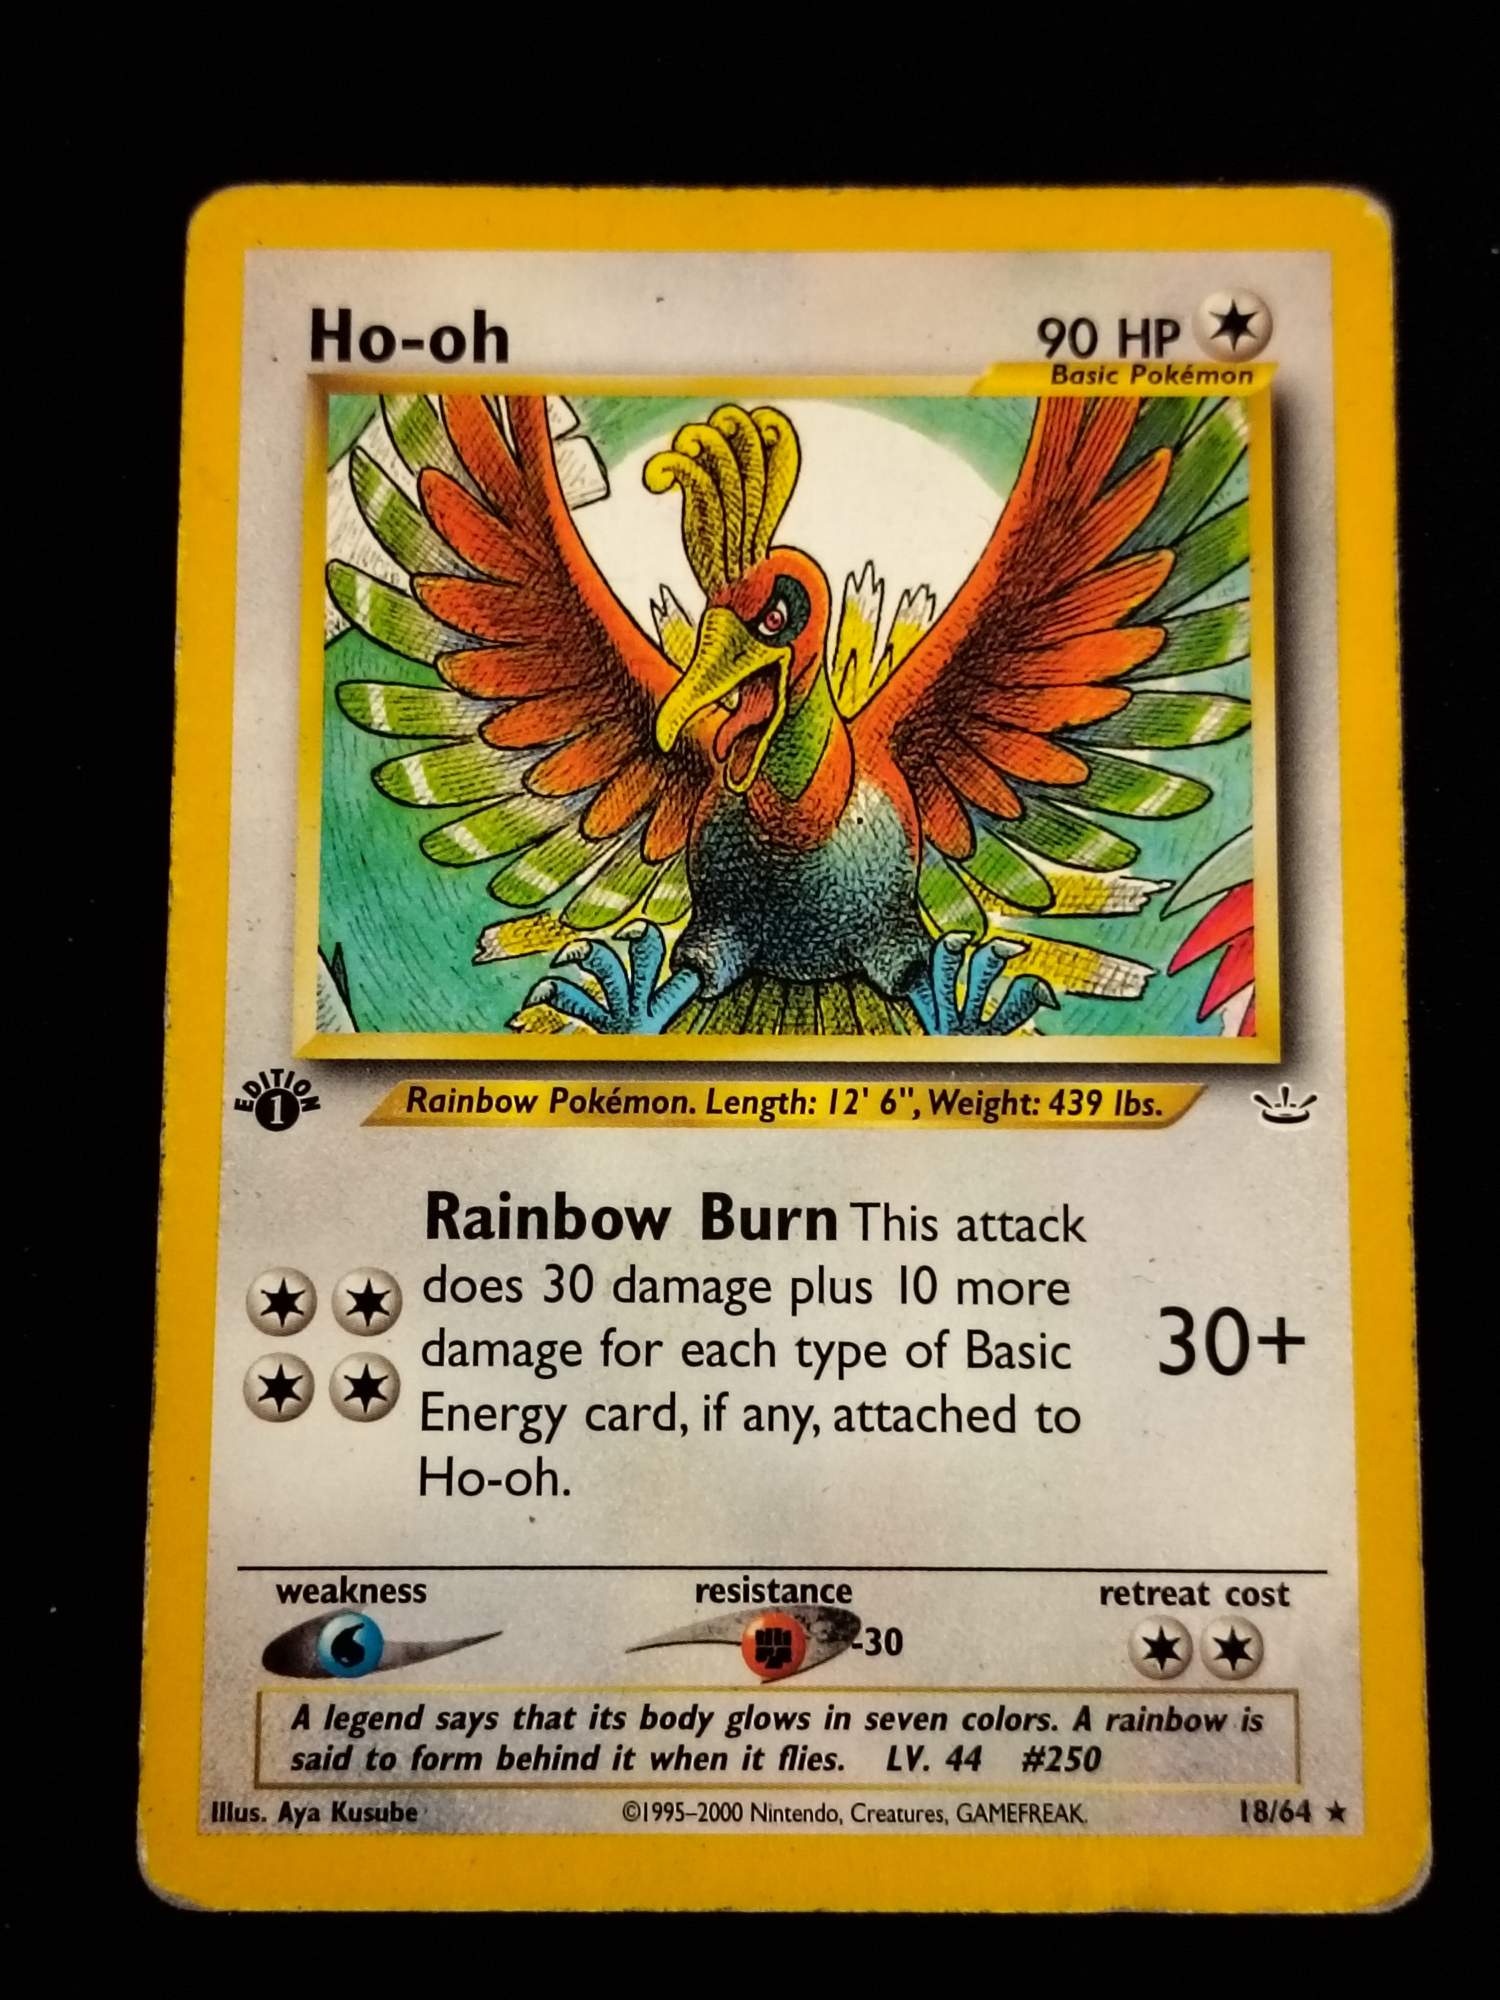 Ho-oh
90 HP
Basic Pokémon
EDITION
1
Rainbow Pokémon. Length: 12' 6", Weight: 439 lbs.
Rainbow Burn This attack
does 30 damage plus 10 more
damage for each type of Basic
Energy card, if any, attached to
Ho-oh.
30+
weakness
resistance
retreat cost
-30
A legend says that its body glows in seven colors. A rainbow is
said to form behind it when it flies. LV. 44 #250
Illus. Aya Kusube
©1995–2000 Nintendo, Creatures, GAMEFREAK.
18/64 ★